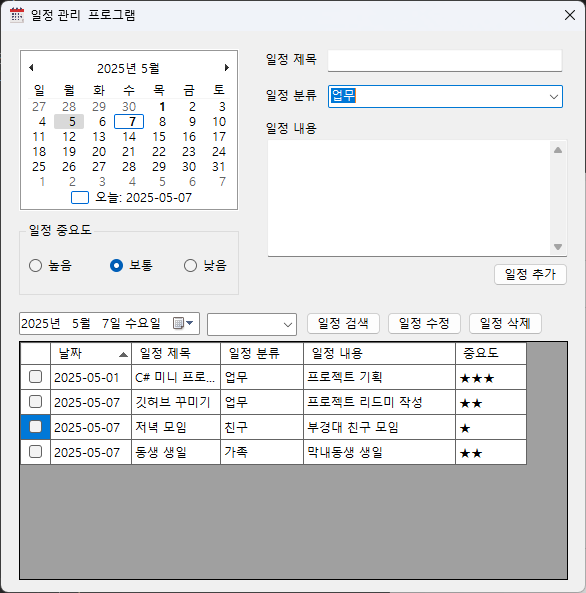 일정 관리 프로그램
2025년 5월
일 월 화 수 목 금 토
27 28 29 30 1 2 3
4 5 6 7 8 9 10
11 12 13 14 15 16 17
18 19 20 21 22 23 24
25 26 27 28 29 30 31
1 2 3 4 5 6 7
오늘: 2025-05-07
일정 제목
일정 분류 업무
일정 내용
일정 중요도
높음 보통 낮음
일정 추가
2025년 5월 7일 수요일 일정 검색 일정 수정 일정 삭제
날짜 일정 제목 일정 분류 일정 내용 중요도
2025-05-01 C# 미니 프로... 업무 프로젝트 기획 ★★★
2025-05-07 깃허브 꾸미기 업무 프로젝트 리드미 작성 ★★
2025-05-07 저녁 모임 친구 부경대 친구 모임 ★
2025-05-07 동생 생일 가족 막내동생 생일 ★★